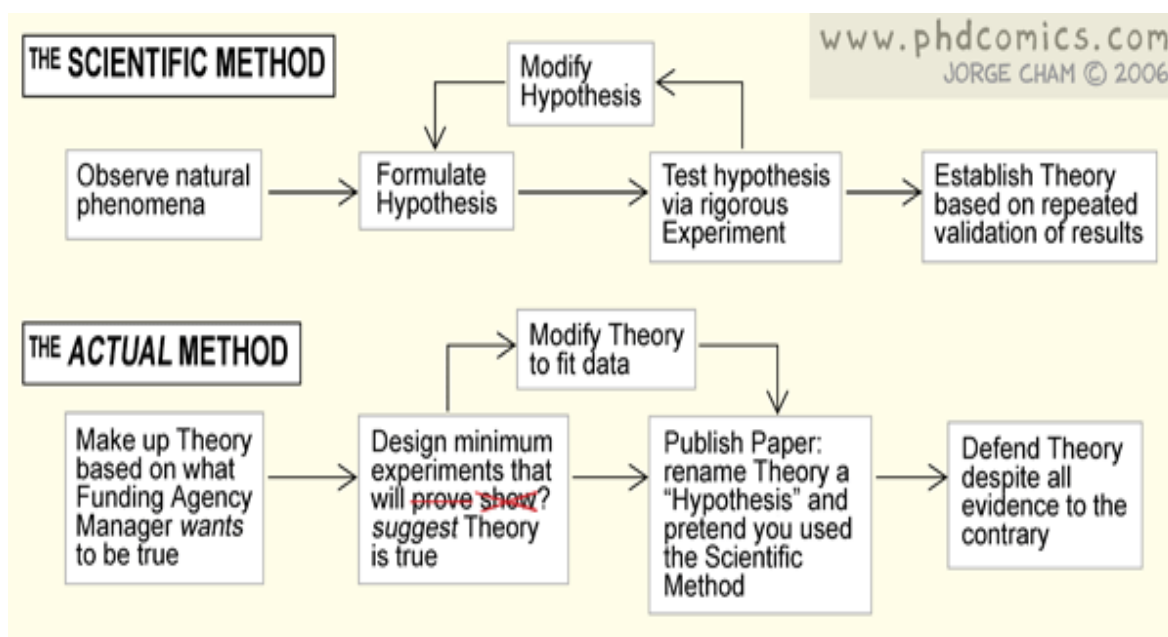 www.phdcomics.com
JORGE CHAM © 2006
THE SCIENTIFIC METHOD
Modify
Hypothesis
Observe natural
phenomena
Formulate
Hypothesis
Test hypothesis
via rigorous
Experiment
Establish Theory
based on repeated
validation of results
THE ACTUAL METHOD
Modify Theory
to fit data
Make up Theory
based on what
Funding Agency
Manager wants
to be true
Design minimum
experiments that
will prove show?
suggest Theory
is true
Publish Paper:
rename Theory a
“Hypothesis” and
pretend you used
the Scientific
Method
Defend Theory
despite all
evidence to the
contrary